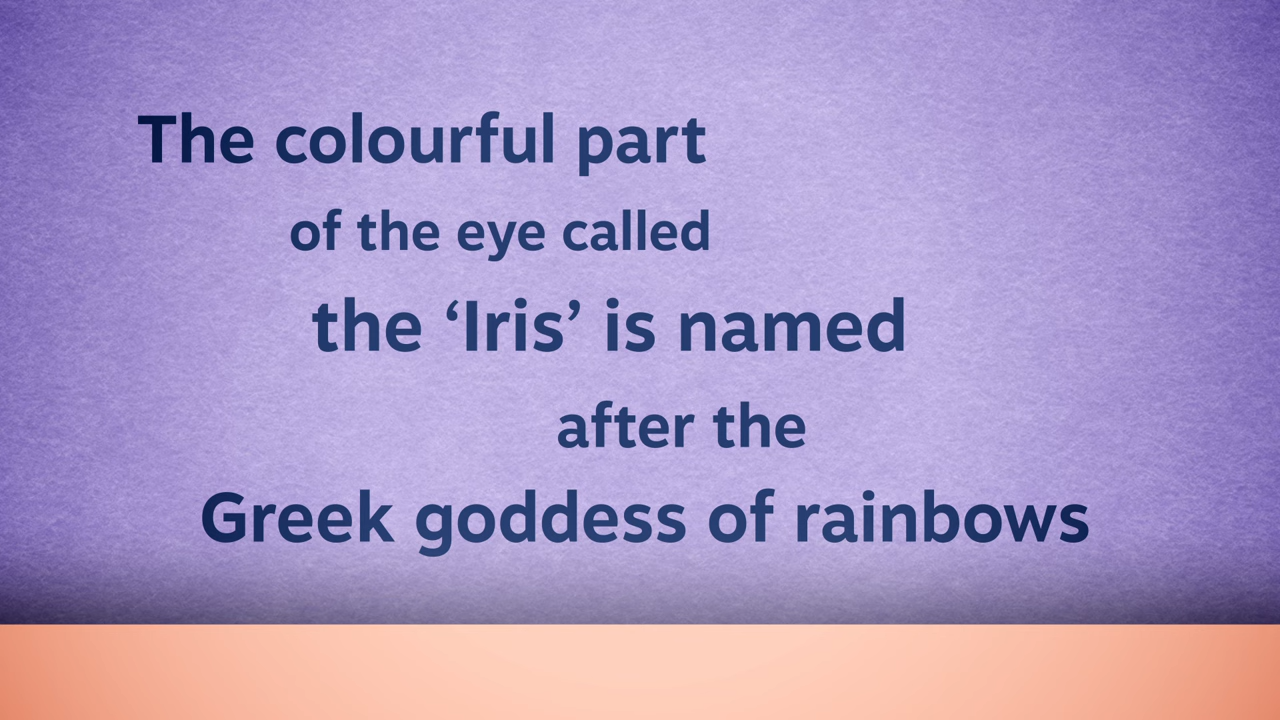 The colourful part
of the eye called
the ‘Iris’ is named
after the
Greek goddess of rainbows